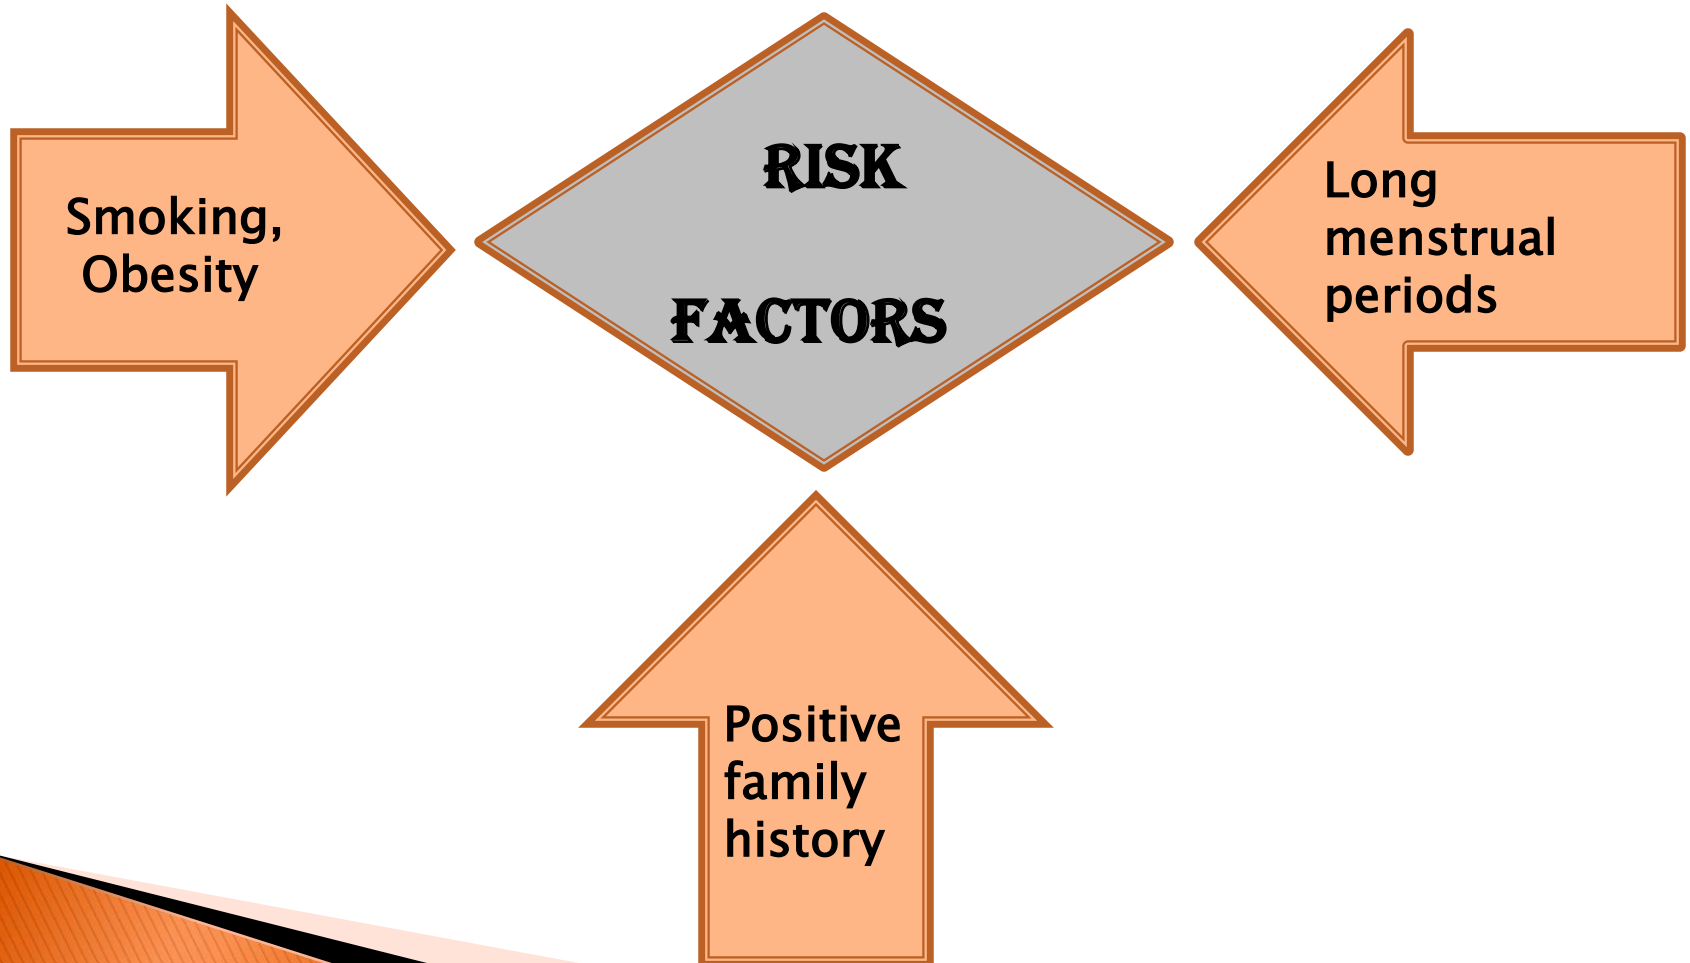 Smoking,
Obesity
RISK
FACTORS
Long
menstrual
periods
Positive
family
history